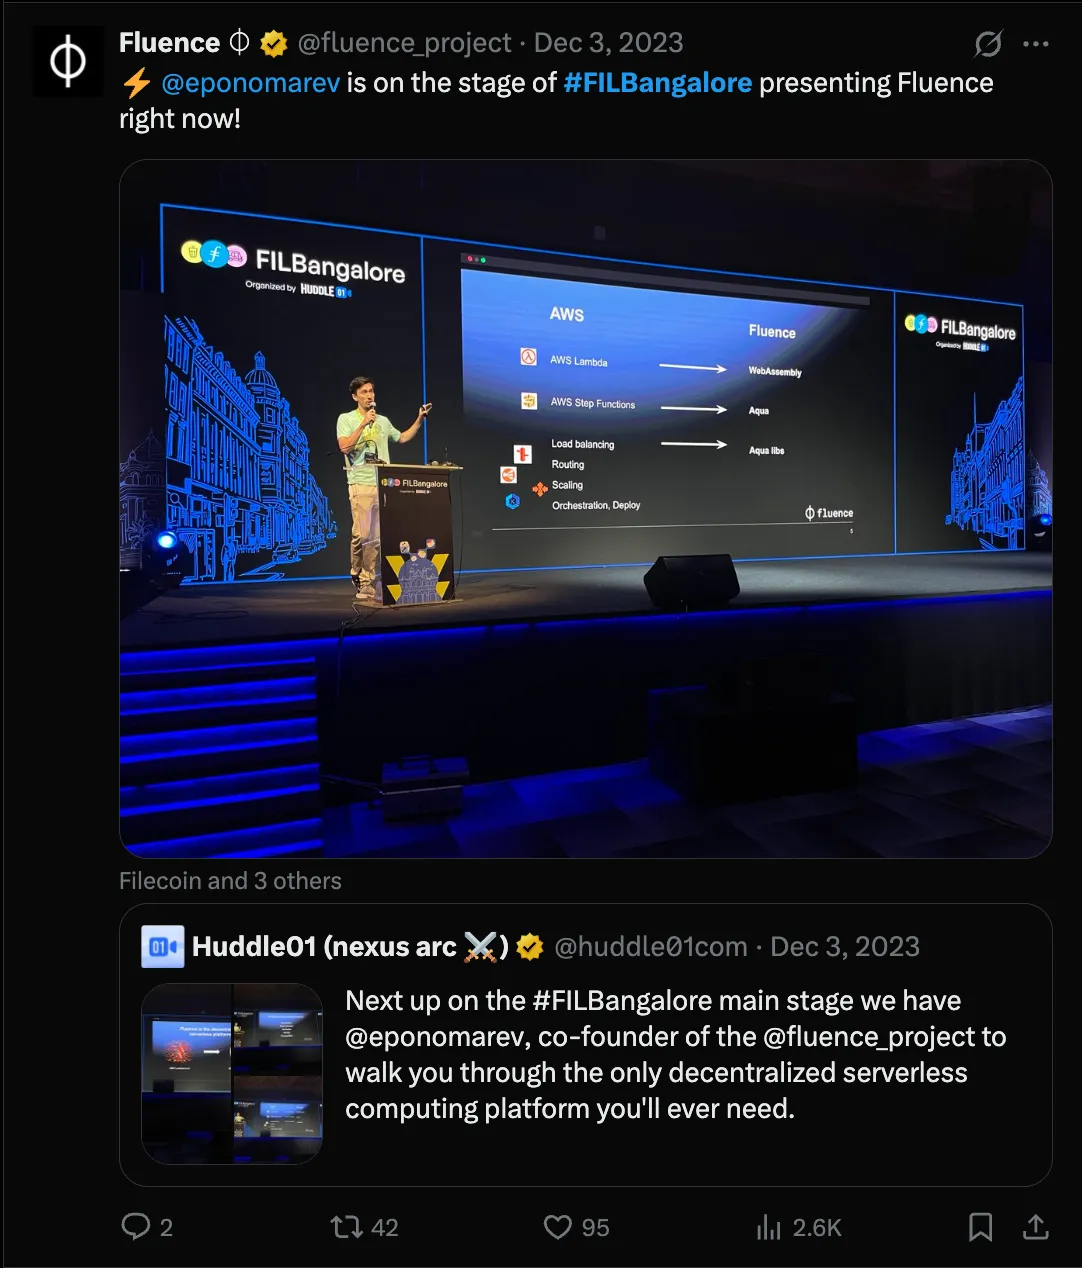 Fluence @fluence_project · Dec 3, 2023
⚡ @eponomarev is on the stage of #FILBangalore presenting Fluence
right now!
FILBangalore
Organized by HUDDLE 01
AWS
Fluence
AWS Lambda
WebAssembly
AWS Step Functions
Aqua
Load balancing
Aqua libs
Routing
Scaling
Orchestration, Deploy
fluence
FILBangalore
Organized by HUDDLE 01
FILBangalore
Filecoin and 3 others
01
Huddle01 (nexus arc ⚔️) @huddle01com · Dec 3, 2023
Next up on the #FILBangalore main stage we have
@eponomarev, co-founder of the @fluence_project to
walk you through the only decentralized serverless
computing platform you'll ever need.
2
42
95
2.6K